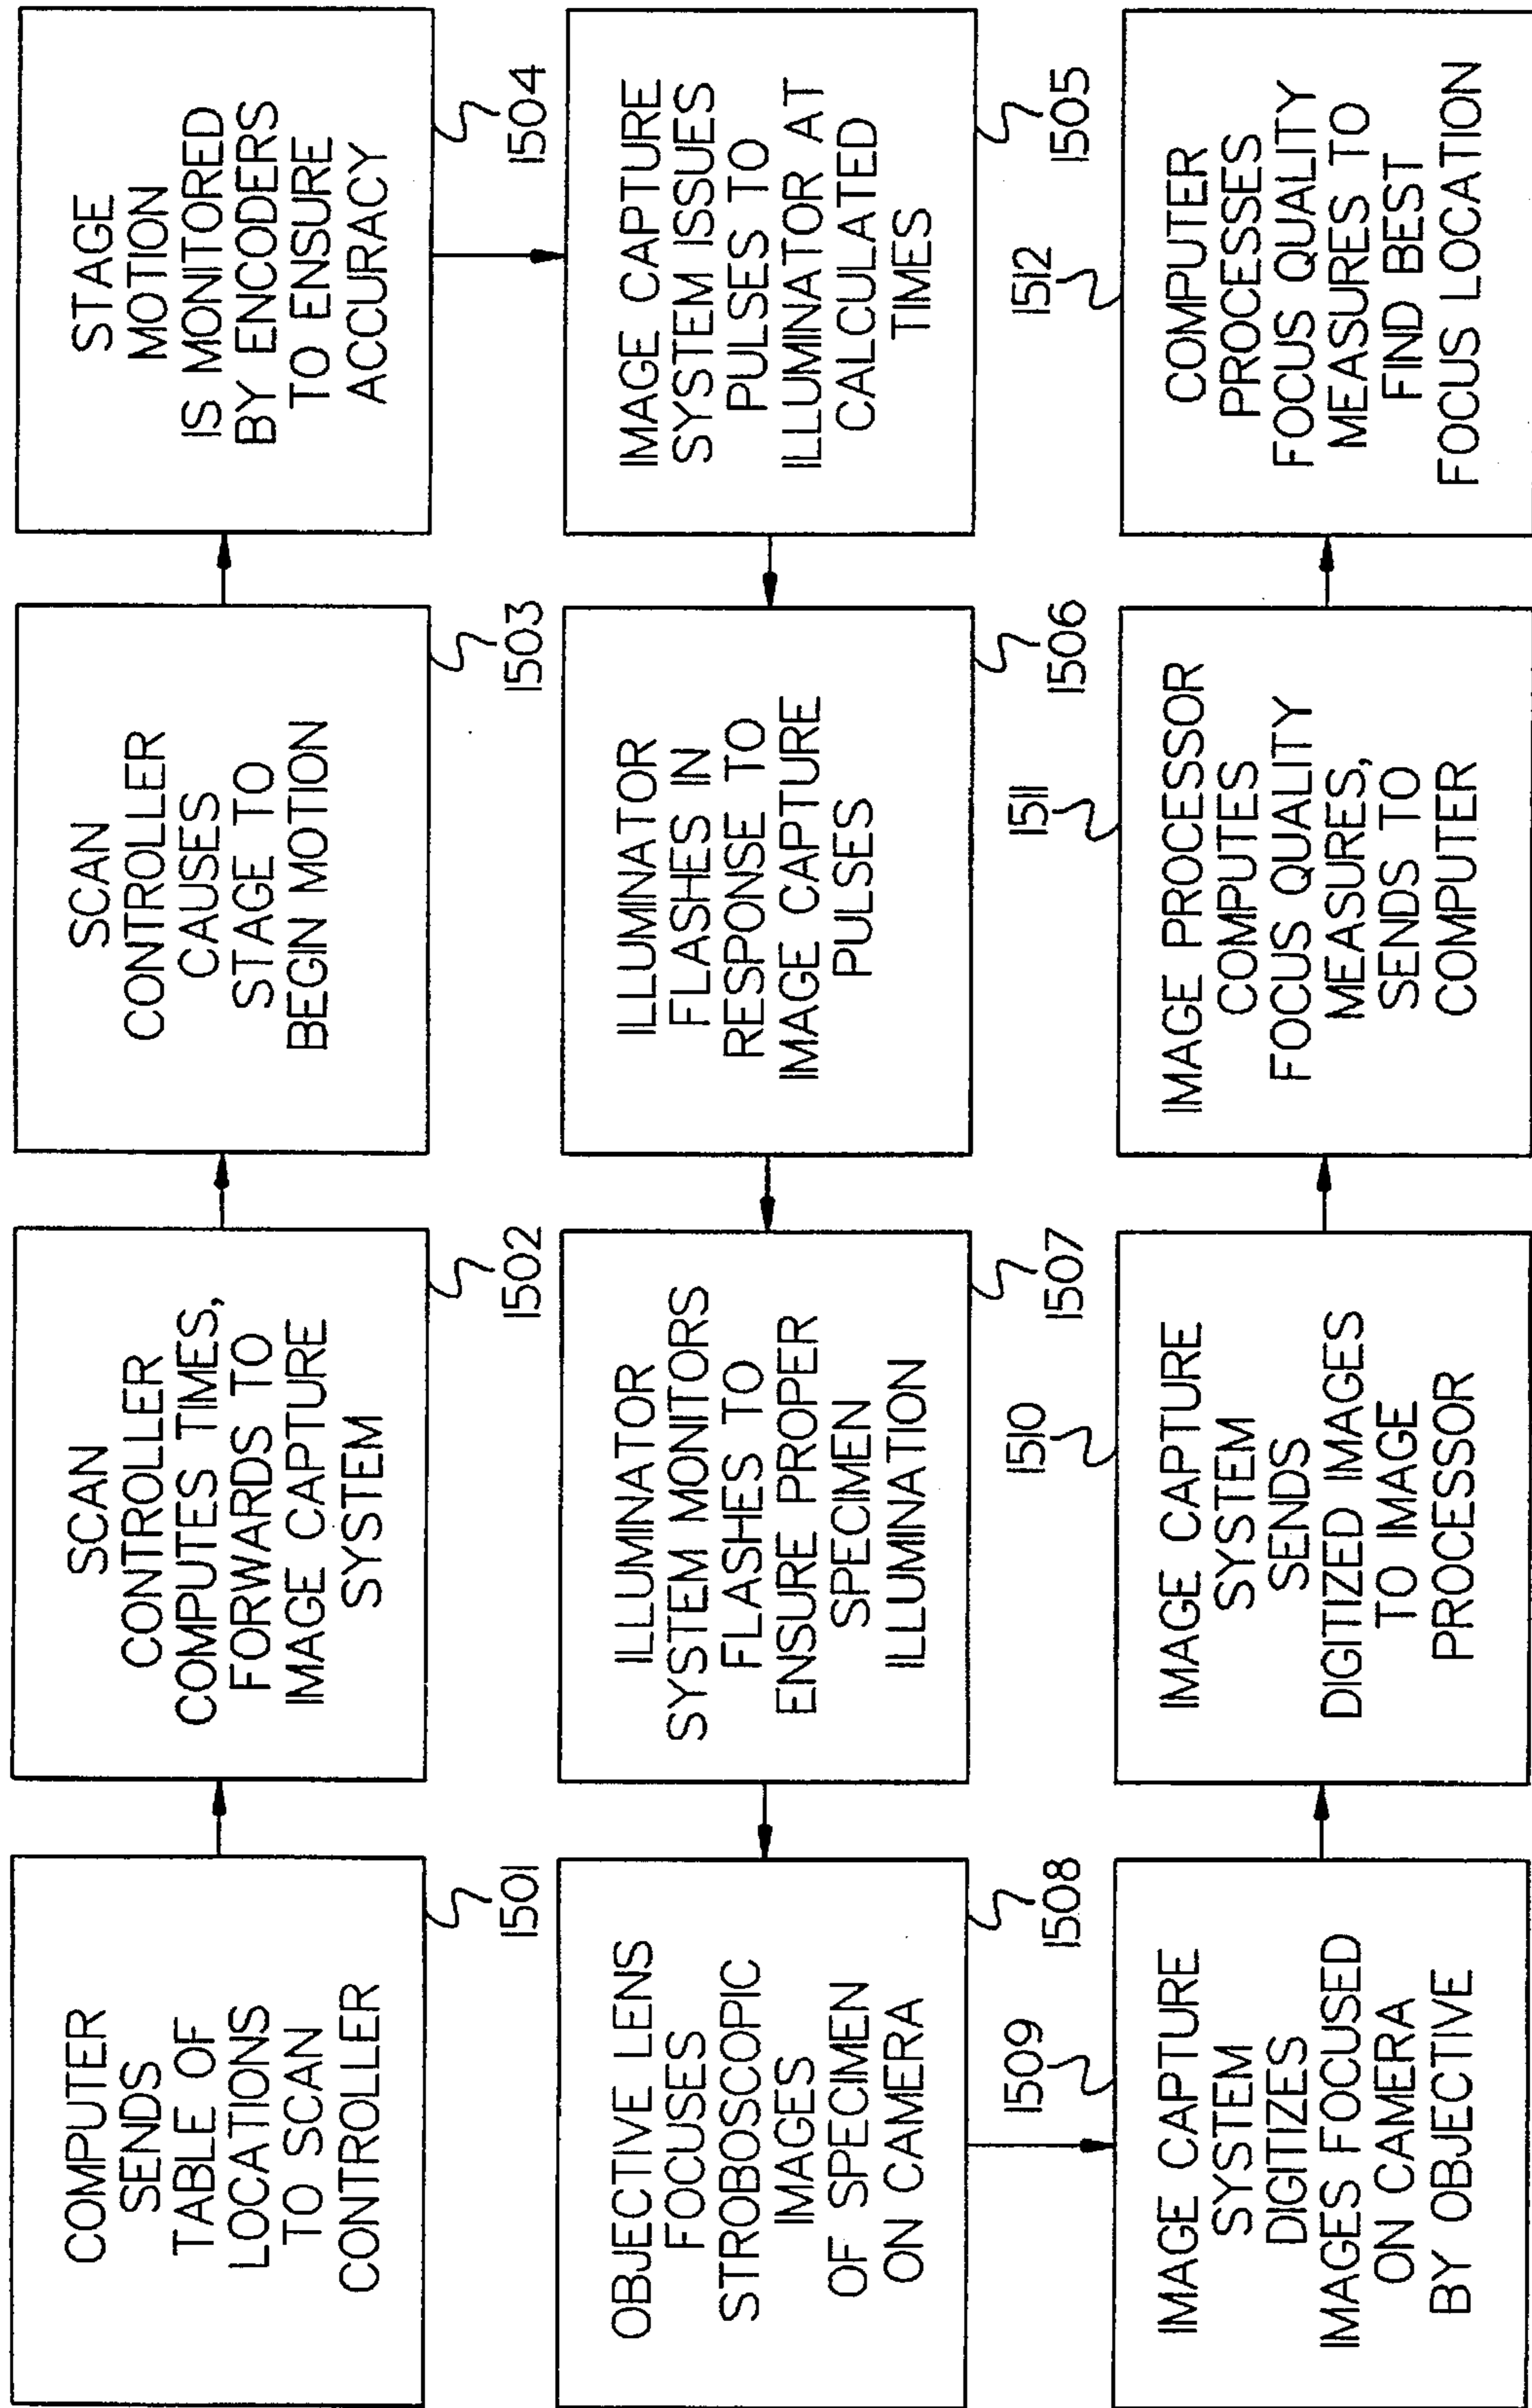 COMPUTER
SENDS
TABLE OF
LOCATIONS
TO SCAN
CONTROLLER
1501
SCAN
CONTROLLER
COMPUTES TIMES,
FORWARDS TO
IMAGE CAPTURE
SYSTEM
1502
SCAN
CONTROLLER
CAUSES
STAGE TO
BEGIN MOTION
1503
STAGE
MOTION
IS MONITORED
BY ENCODERS
TO ENSURE
ACCURACY
1504
IMAGE CAPTURE
SYSTEM ISSUES
PULSES TO
ILLUMINATOR AT
CALCULATED
TIMES
1505
ILLUMINATOR
FLASHES IN
RESPONSE TO
IMAGE CAPTURE
PULSES
1506
ILLUMINATOR
SYSTEM MONITORS
FLASHES TO
ENSURE PROPER
SPECIMEN
ILLUMINATION
1507
OBJECTIVE LENS
FOCUSES
STROBOSCOPIC
IMAGES
OF SPECIMEN
ON CAMERA
1508
1509
IMAGE CAPTURE
SYSTEM
DIGITIZES
IMAGES FOCUSED
ON CAMERA
BY OBJECTIVE
1510
IMAGE CAPTURE
SYSTEM
SENDS
DIGITIZED IMAGES
TO IMAGE
PROCESSOR
1511
IMAGE PROCESSOR
COMPUTES
FOCUS QUALITY
MEASURES,
SENDS TO
COMPUTER
1512
COMPUTER
PROCESSES
FOCUS QUALITY
MEASURES TO
FIND BEST
FOCUS LOCATION